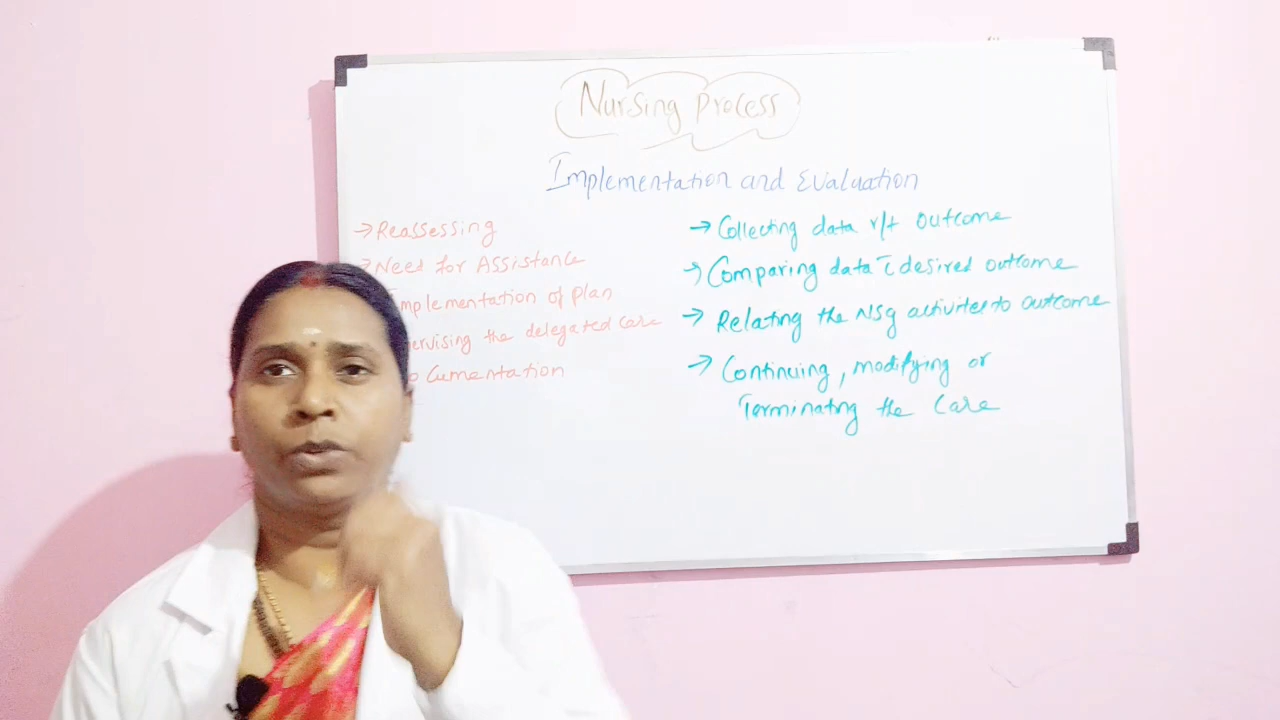 Nursing Process
Implementation and Evaluation
→ Reassessing
→ Need for Assistance
mplementation of plan
ervising the delegated care
cumentation
→ Collecting data r/t outcome
→ Comparing data c̄ desired outcome
→ Relating the NSg activities to outcome
→ Continuing, modifying or
Terminating the Care